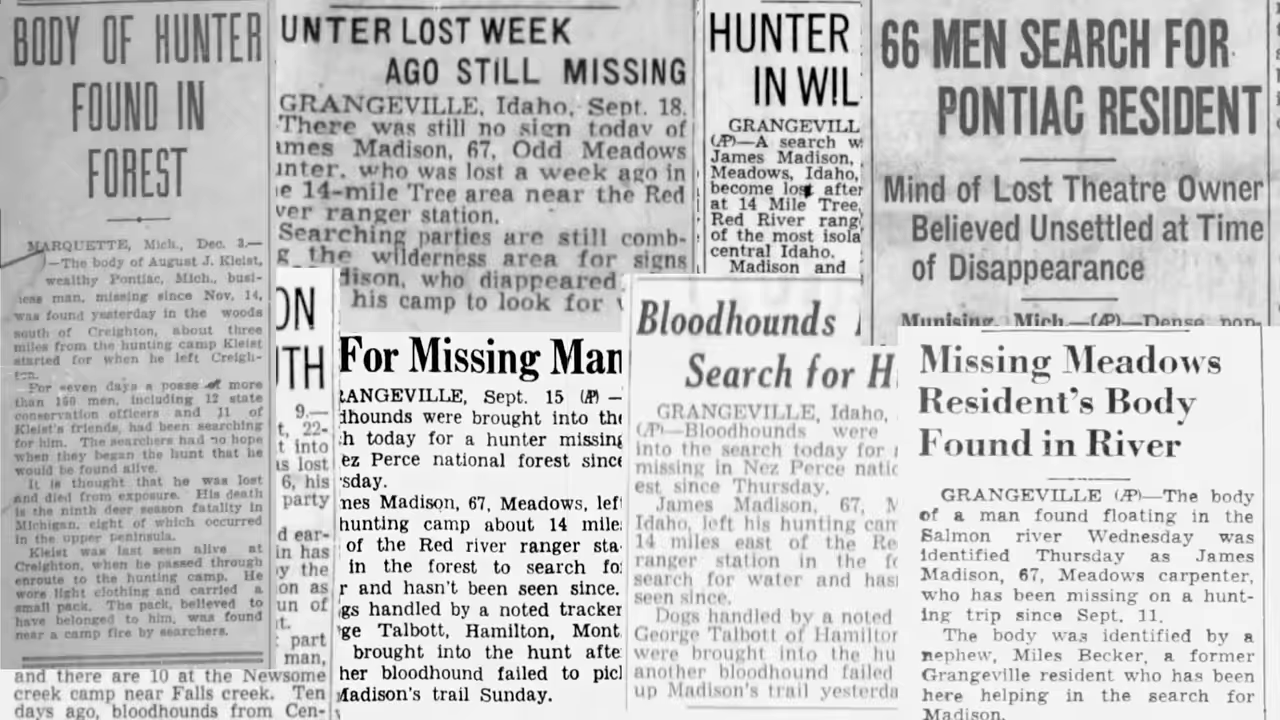 BODY OF HUNTER
FOUND IN
FOREST
MARQUETTE, Mich., Dec. 3.—
—The body of August J. Kleist,
wealthy Pontiac, Mich., busi-
ness man, missing since Nov. 14,
was found yesterday in the woods
south of Creighton, about three
miles from the hunting camp Kleist
started for when he left Creigh-
ton.
For seven days a posse of more
than 160 men, including 12 state
conservation officers and 11 of
Kleist's friends, had been searching
for him. The searchers had no hope
when they began the hunt that he
would be found alive.
It is thought that he was lost
and died from exposure. His death
is the ninth deer season fatality in
Michigan, eight of which occurred
in the upper peninsula.
Kleist was last seen alive at
Creighton, when he passed through
enroute to the hunting camp. He
wore light clothing and carried a
small pack. The pack, believed to
have belonged to him, was found
near a camp fire by searchers.
and there are 10 at the Newsome
creek camp near Falls creek. Ten
days ago, bloodhounds from Cen-
UNTER LOST WEEK
AGO STILL MISSING
GRANGEVILLE, Idaho, Sept. 18.
There was still no sign today of
ames Madison, 67, Odd Meadows
unter, who was lost a week ago in
e 14-mile Tree area near the Red
ver ranger station.
Searching parties are still comb-
g the wilderness area for signs
dison, who diappeared
his camp to look for
ON
TH
9.—
t, 22-
t into
as lost
6, his
party
d ear-
in has
y the
on as
un of
t.
part
man,
For Missing Man
RANGEVILLE, Sept. 15 (AP) —
dhounds were brought into the
h today for a hunter missing
ez Perce national forest since
sday.
mes Madison, 67, Meadows, left
hunting camp about 14 mile
of the Red river ranger sta-
in the forest to search fo
r and hasn't been seen since.
gs handled by a noted tracker
ge Talbott, Hamilton, Mont.
brought into the hunt afte
her bloodhound failed to pic
Madison's trail Sunday.
HUNTER
IN WIL
GRANGEVILL
(AP)—A search w
James Madison,
Meadows, Idaho,
become lost after
at 14 Mile Tree,
Red River rang
of the most isola
central Idaho.
Madison and
Bloodhounds
Search for H
GRANGEVILLE, Idaho,
(AP)—Bloodhounds were
into the search today for
missing in Nez Perce natio
est since Thursday.
James Madison, 67, M
Idaho, left his hunting cam
14 miles east of the Re
ranger station in the fo
search for water and has
seen since.
Dogs handled by a noted
George Talbott of Hamilton
were brought into the hu
another bloodhound failed
up Madison's trail yesterda
66 MEN SEARCH FOR
PONTIAC RESIDENT
Mind of Lost Theatre Owner
Believed Unsettled at Time
of Disappearance
Munising, Mich.—(AP)—Dense
Missing Meadows
Resident's Body
Found in River
GRANGEVILLE (AP)—The body
of a man found floating in the
Salmon river Wednesday was
identified Thursday as James
Madison, 67, Meadows carpenter,
who has been missing on a hunt-
ing trip since Sept. 11.
The body was identified by a
nephew, Miles Becker, a former
Grangeville resident who has been
here helping in the search for
Madison.